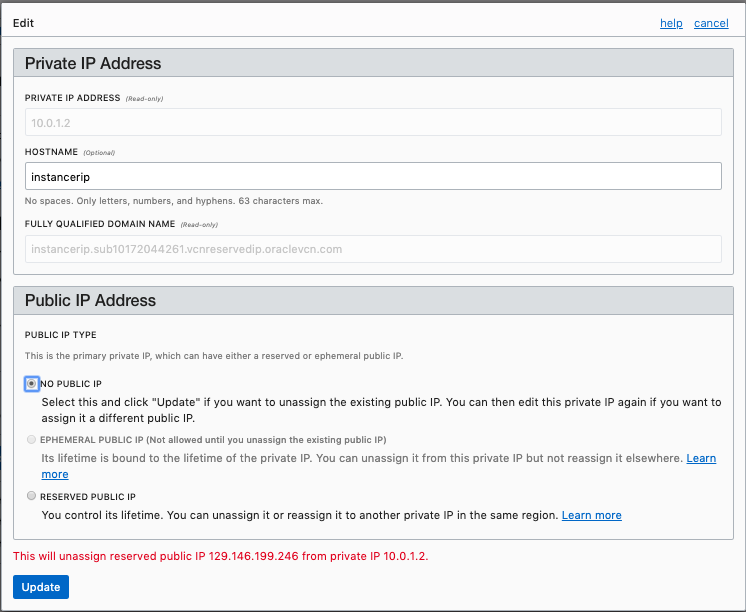 Edit
help cancel
Private IP Address
PRIVATE IP ADDRESS (Read-only)
10.0.1.2
HOSTNAME (Optional)
instancerip
No spaces. Only letters, numbers, and hyphens. 63 characters max.
FULLY QUALIFIED DOMAIN NAME (Read-only)
instancerip.sub10172044261.vcnreservedip.oraclevcn.com
Public IP Address
PUBLIC IP TYPE
This is the primary private IP, which can have either a reserved or ephemeral public IP.
NO PUBLIC IP
Select this and click "Update" if you want to unassign the existing public IP. You can then edit this private IP again if you want to
assign it a different public IP.
EPHEMERAL PUBLIC IP (Not allowed until you unassign the existing public IP)
Its lifetime is bound to the lifetime of the private IP. You can unassign it from this private IP but not reassign it elsewhere. Learn
more
RESERVED PUBLIC IP
You control its lifetime. You can unassign it or reassign it to another private IP in the same region. Learn more
This will unassign reserved public IP 129.146.199.246 from private IP 10.0.1.2.
Update